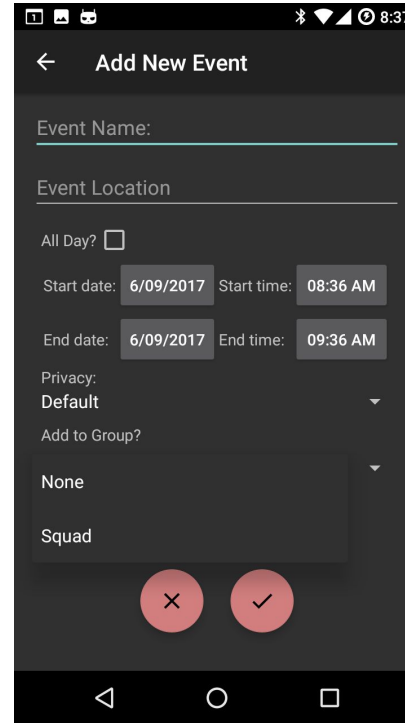 1 8:37
Add New Event
Event Name:
Event Location
All Day?
Start date: 6/09/2017 Start time: 08:36 AM
End date: 6/09/2017 End time: 09:36 AM
Privacy:
Default
Add to Group?
None
Squad